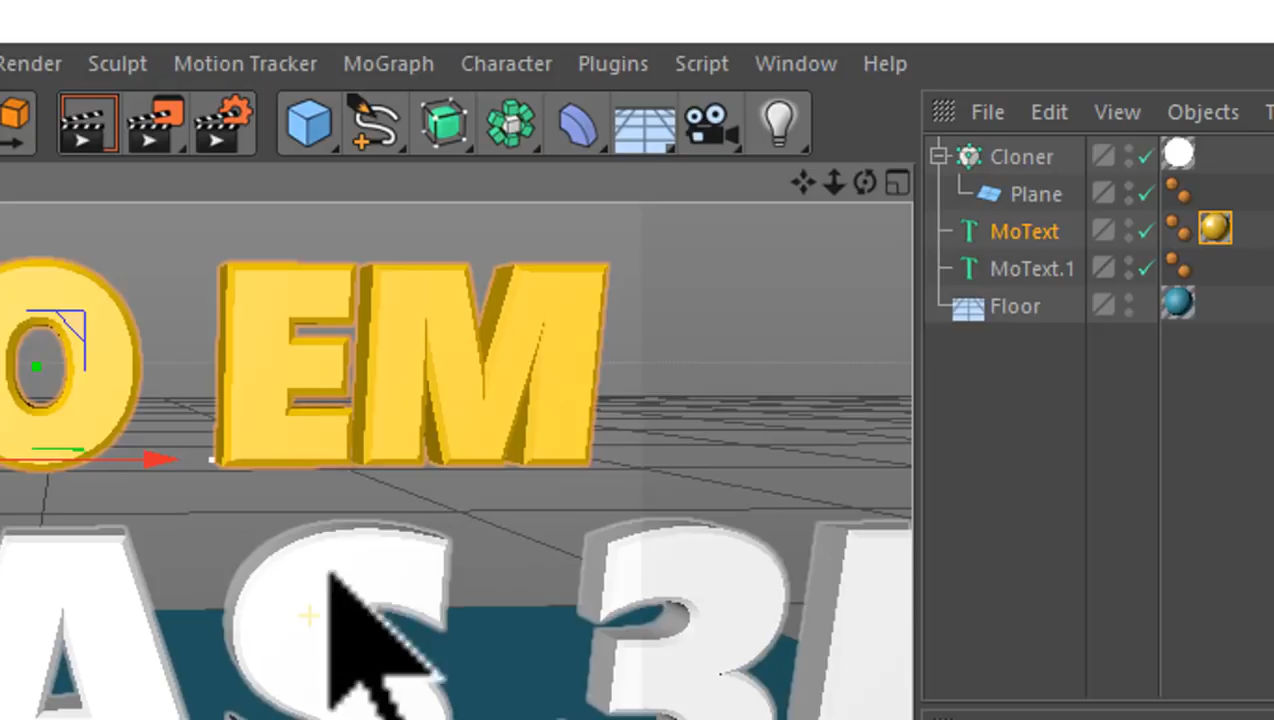 Render Sculpt Motion Tracker MoGraph Character Plugins Script Window Help
File Edit View Objects
Cloner
Plane
MoText
MoText.1
Floor
O EM
AS 3